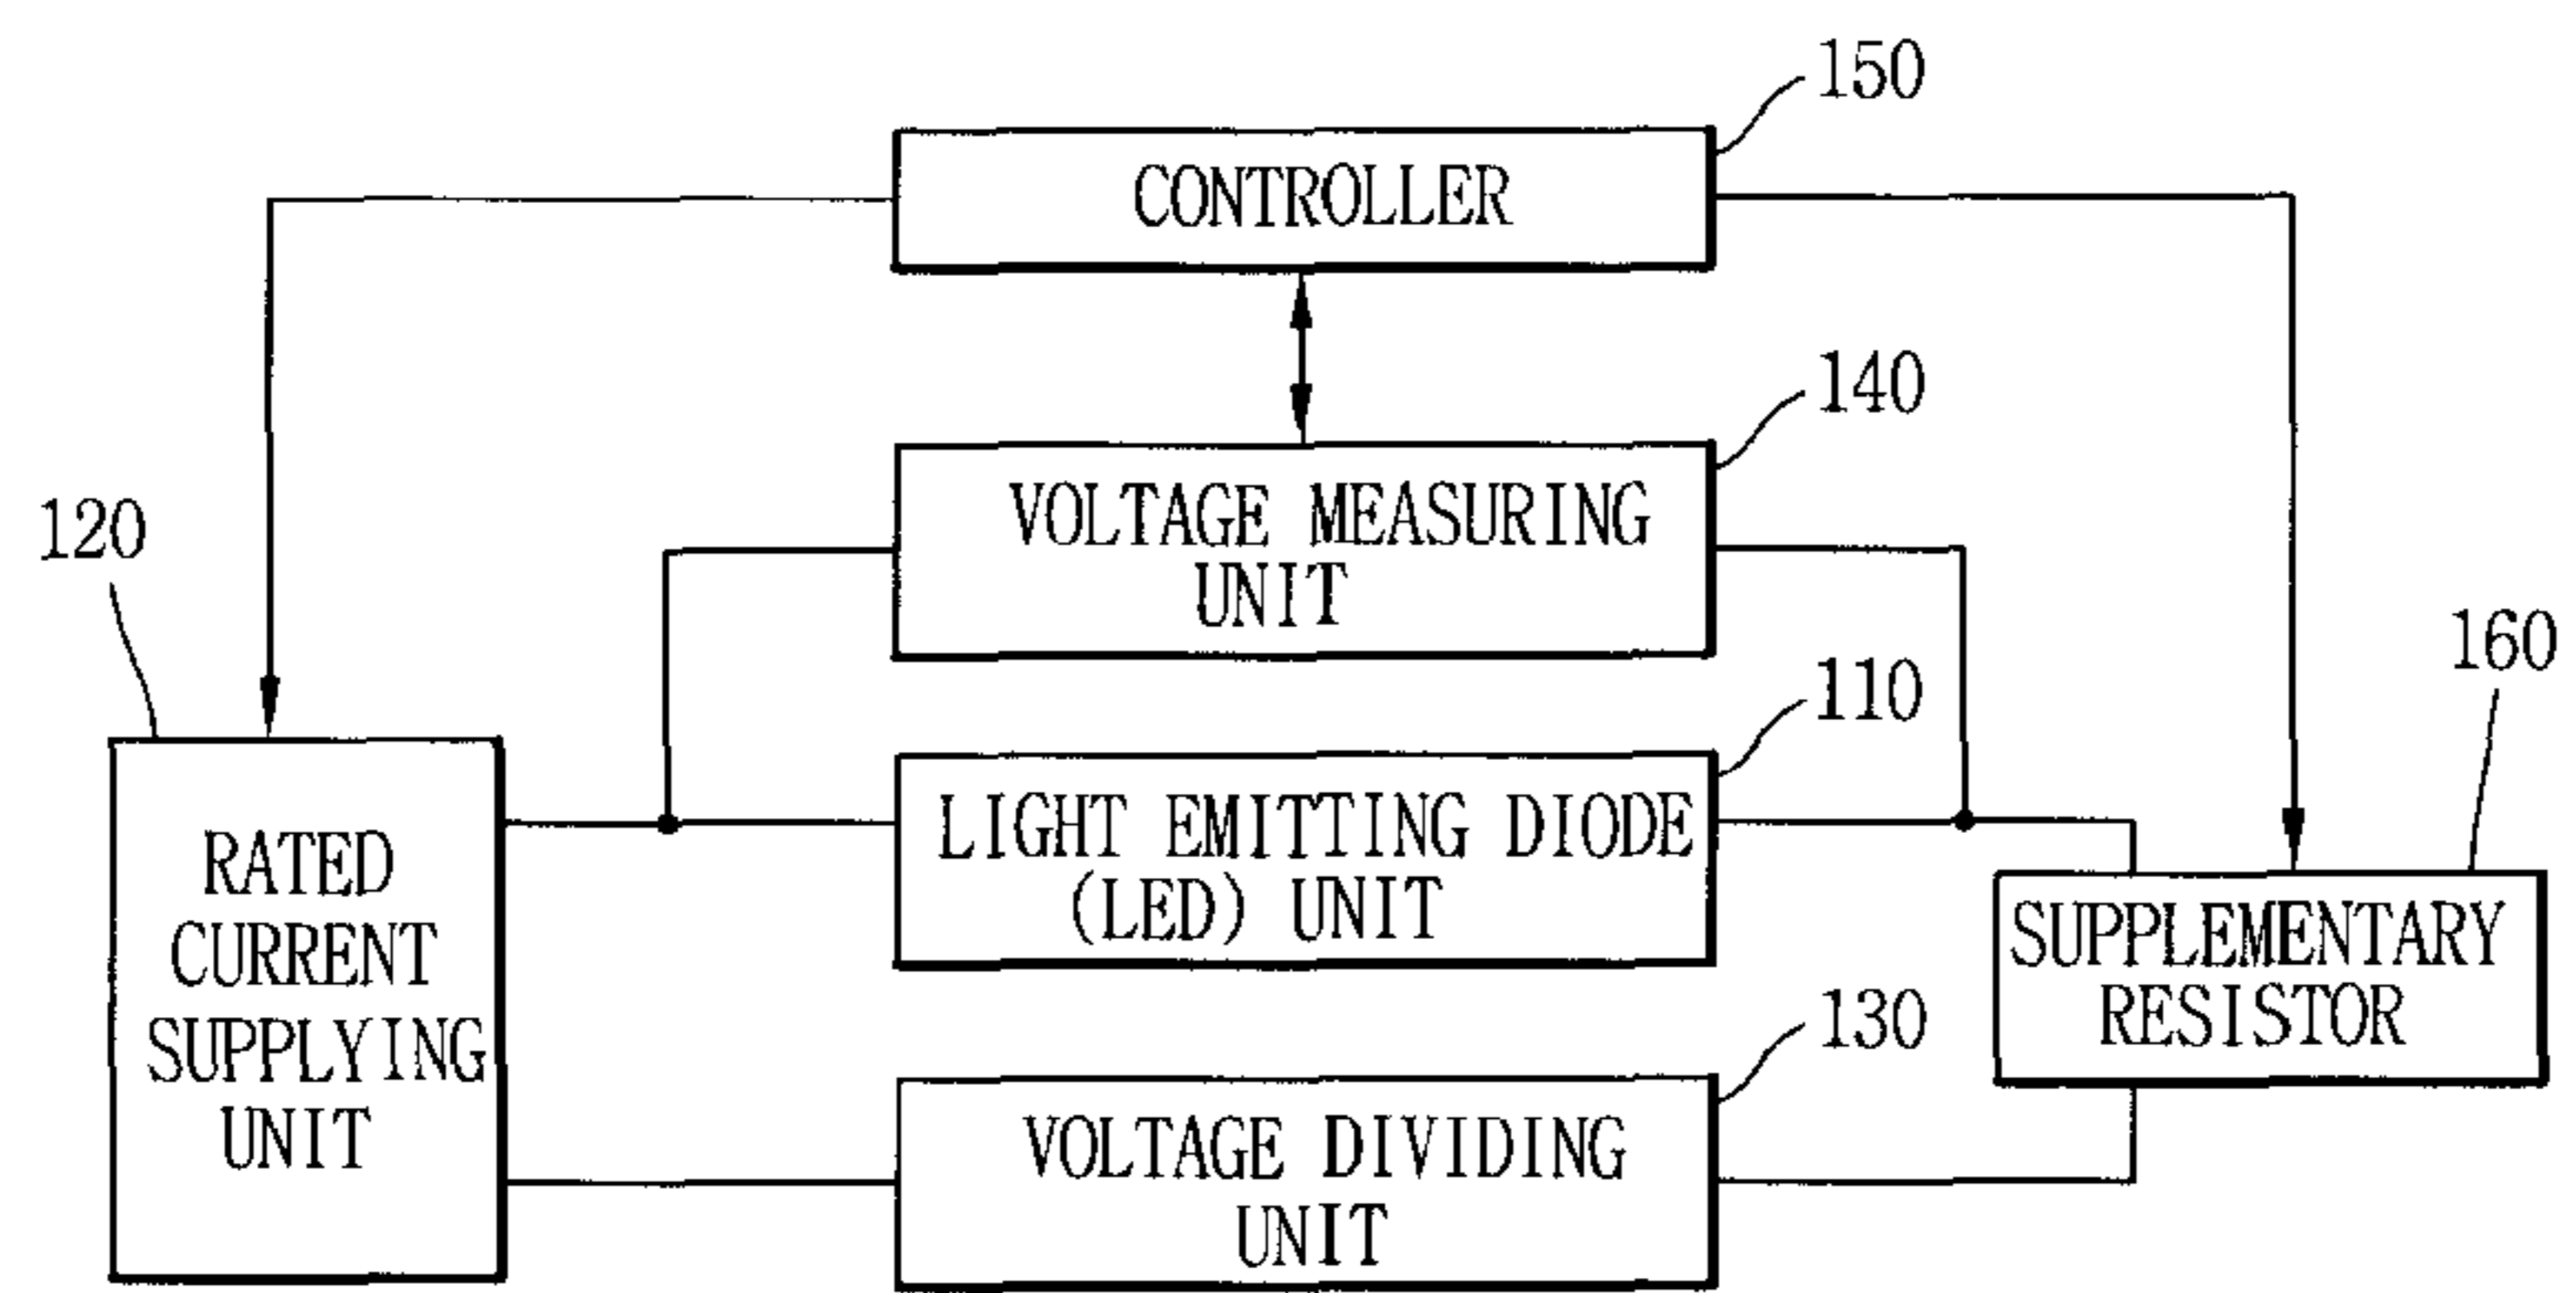 150
CONTROLLER
140
VOLTAGE MEASURING
UNIT
120
160
110
LIGHT EMITTING DIODE
(LED) UNIT
RATED
CURRENT
SUPPLYING
UNIT
SUPPLEMENTARY
RESISTOR
130
VOLTAGE DIVIDING
UNIT